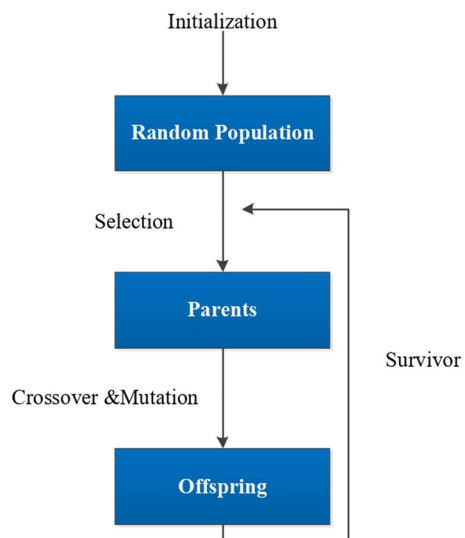 Initialization
Random Population
Selection
Parents
Survivor
Crossover &Mutation
Offspring